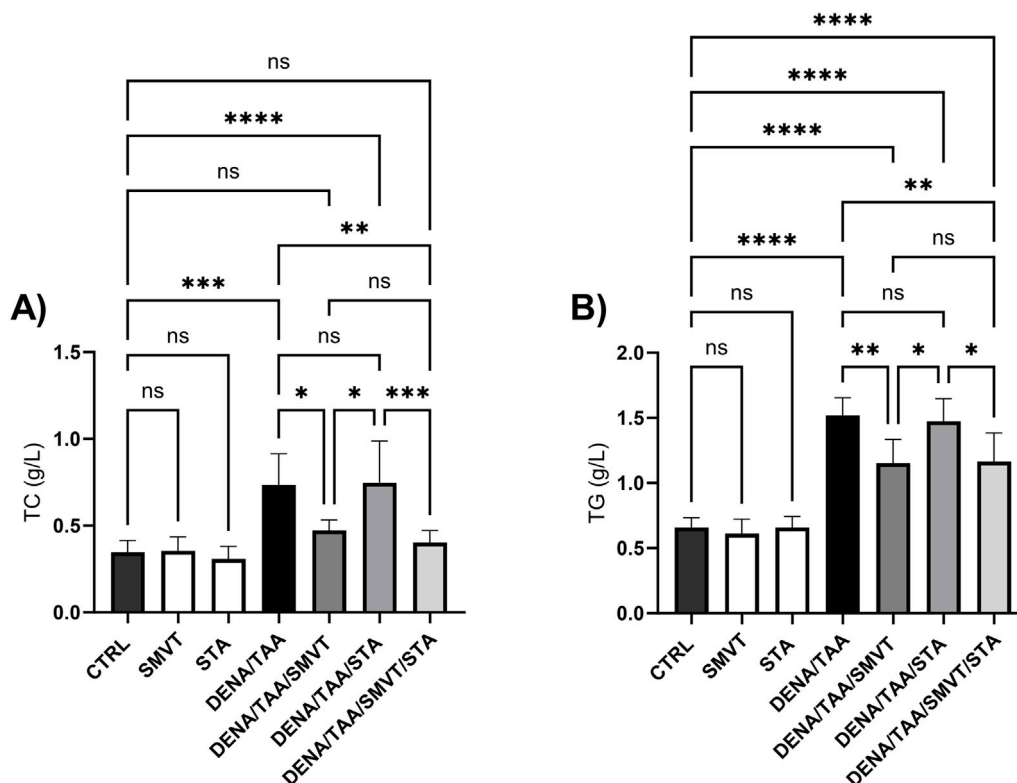 A)
ns
****
ns
**
***
ns
ns
ns
*
*
***
ns
TC (g/L)
1.5
1.0
0.5
0.0
CTRL
SMVT
STA
DENA/TAA
DENA/TAA/SMVT
DENA/TAA/STA
DENA/TAA/SMVT/STA
B)
****
****
****
**
****
ns
ns
ns
**
*
*
ns
TG (g/L)
2.0
1.5
1.0
0.5
0.0
CTRL
SMVT
STA
DENA/TAA
DENA/TAA/SMVT
DENA/TAA/STA
DENA/TAA/SMVT/STA